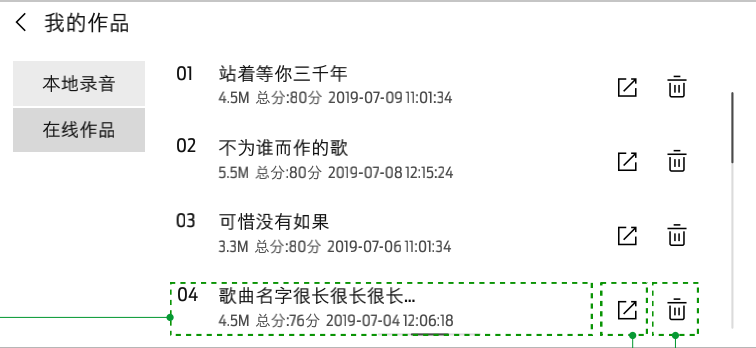 我的作品
本地录音
在线作品
01 站着等你三千年
4.5M 总分:80分 2019-07-09 11:01:34
02 不为谁而作的歌
5.5M 总分:80分 2019-07-08 12:15:24
03 可惜没有如果
3.3M 总分:80分 2019-07-06 11:01:34
04 歌曲名字很长很长很长...
4.5M 总分:76分 2019-07-04 12:06:18